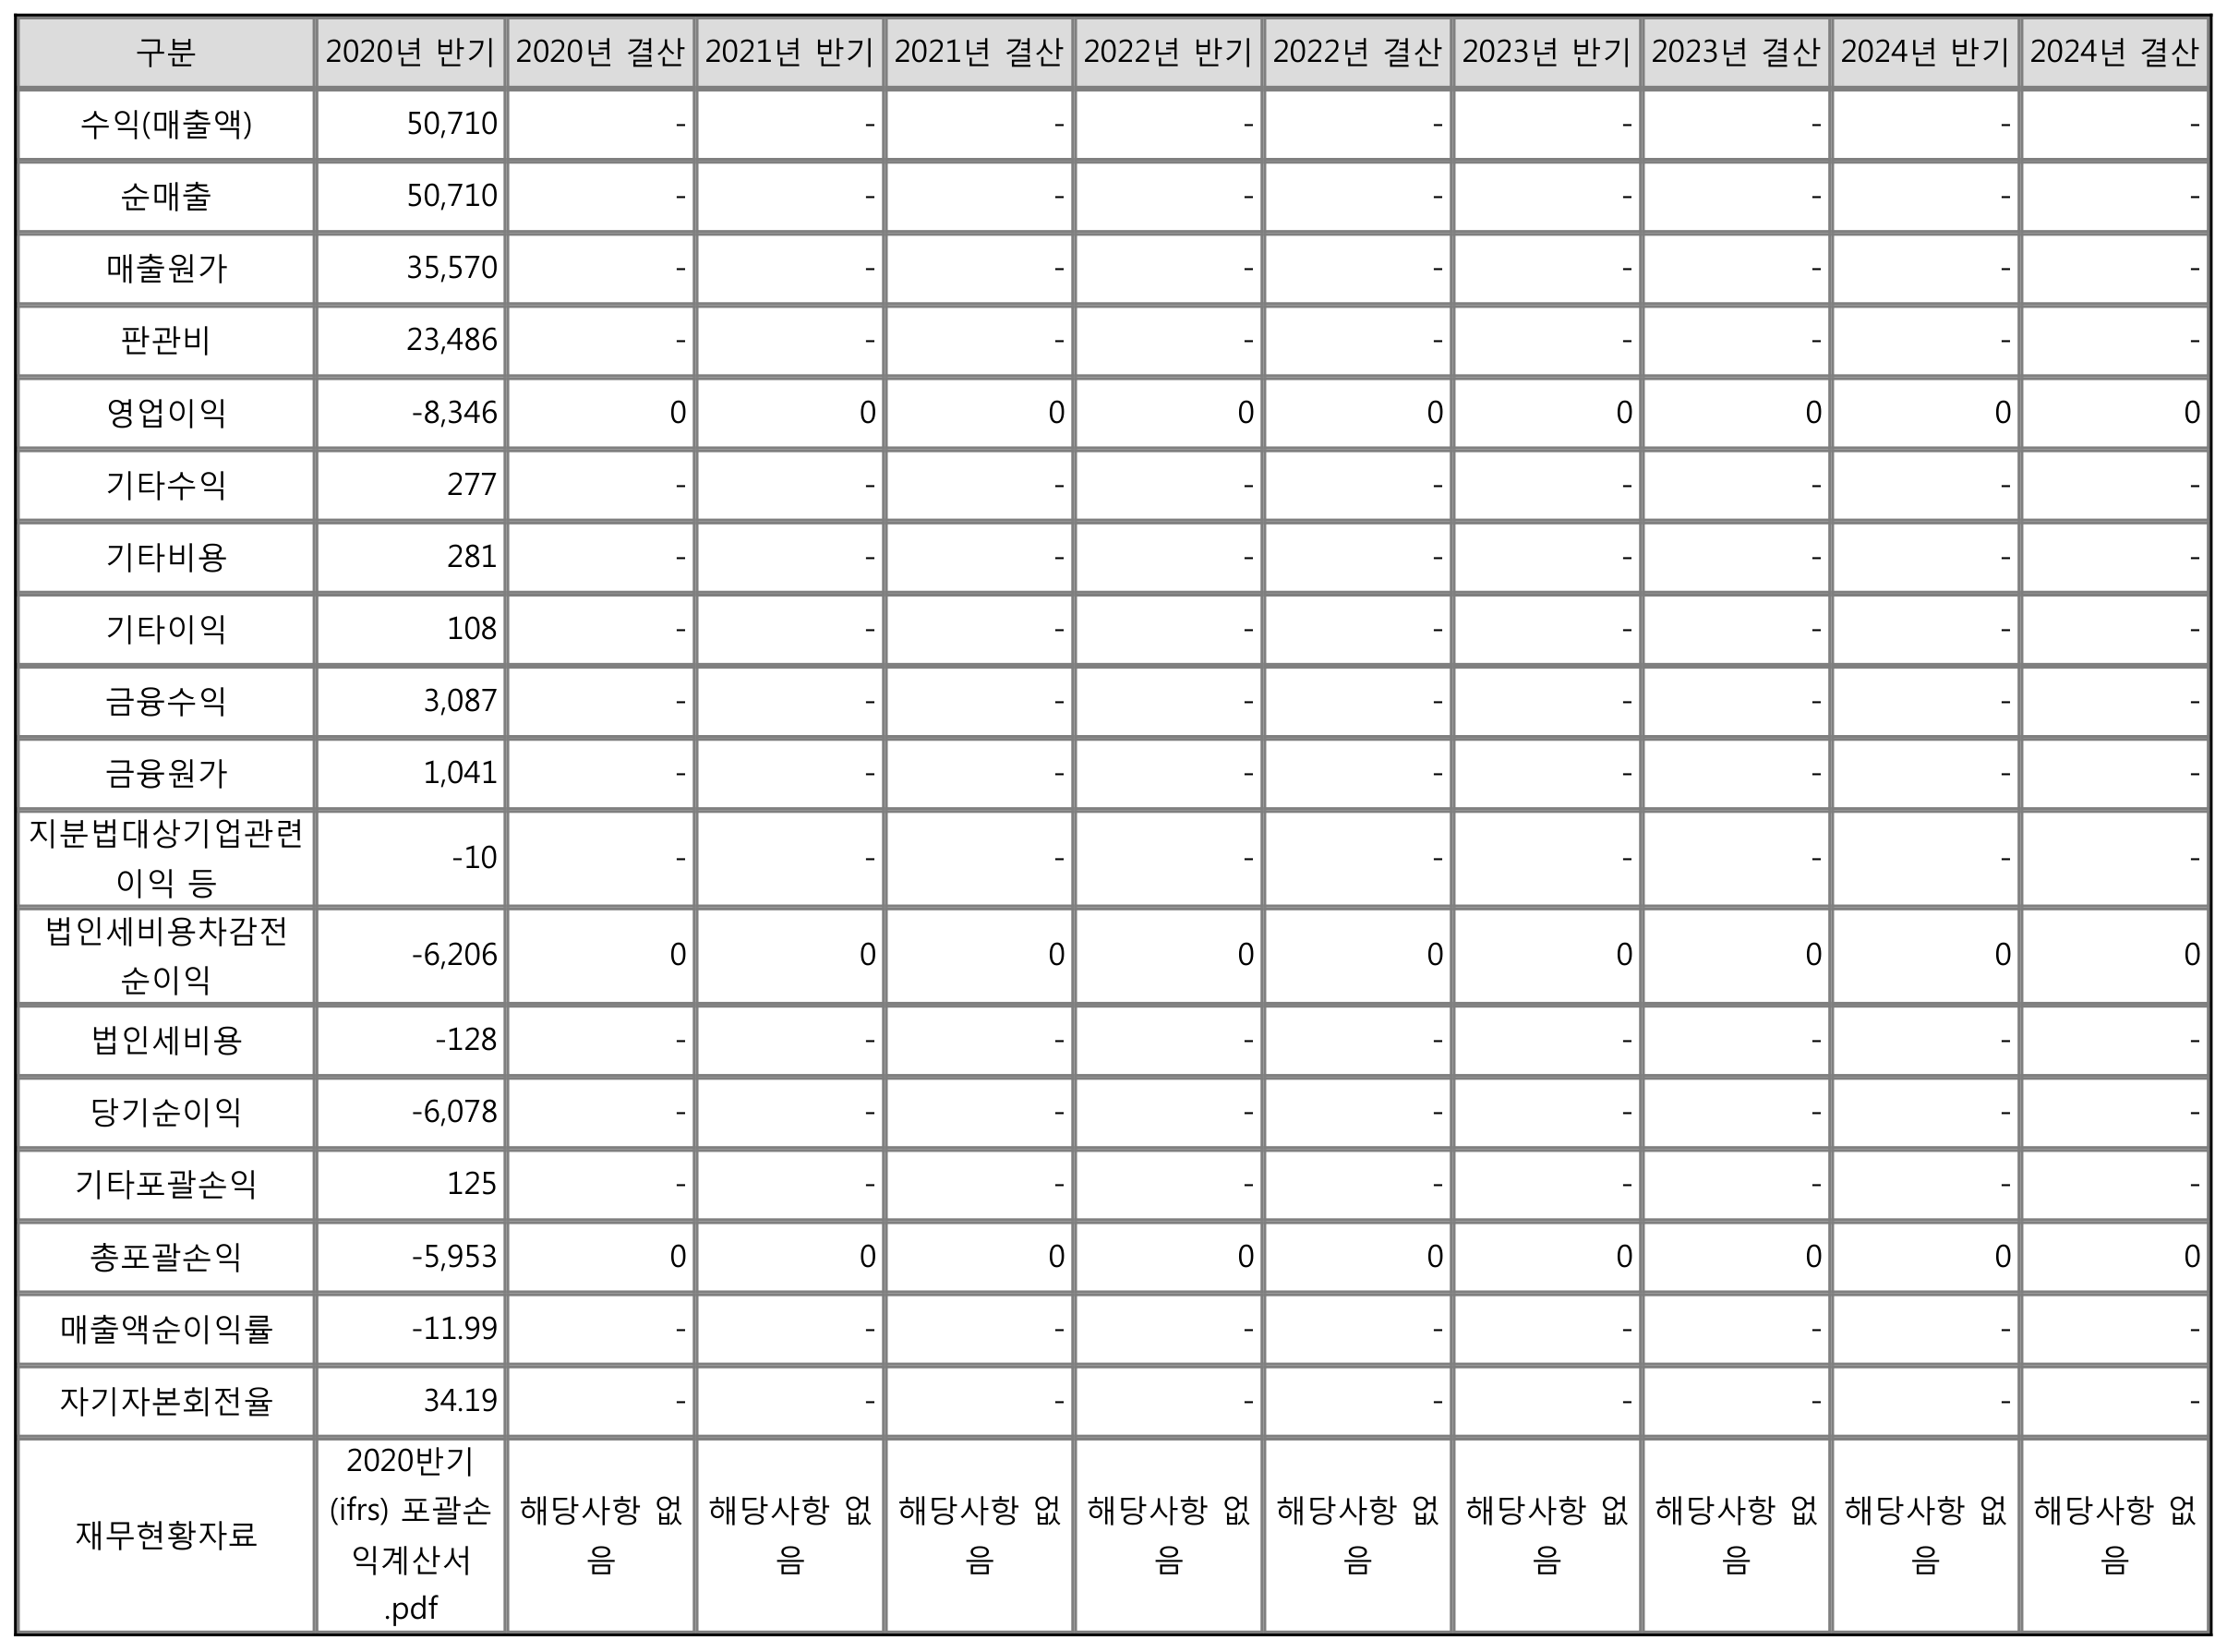 구분 2020년 반기 2020년 결산 2021년 반기 2021년 결산 2022년 반기 2022년 결산 2023년 반기 2023년 결산 2024년 반기 2024년 결산
수익(매출액) 50,710 - - - - - - - - -
순매출 50,710 - - - - - - - - -
매출원가 35,570 - - - - - - - - -
판관비 23,486 - - - - - - - - -
영업이익 -8,346 0 0 0 0 0 0 0 0 0
기타수익 277 - - - - - - - - -
기타비용 281 - - - - - - - - -
기타이익 108 - - - - - - - - -
금융수익 3,087 - - - - - - - - -
금융원가 1,041 - - - - - - - - -
지분법대상기업관련
이익 등 -10 - - - - - - - - -
법인세비용차감전
순이익 -6,206 0 0 0 0 0 0 0 0 0
법인세비용 -128 - - - - - - - - -
당기순이익 -6,078 - - - - - - - - -
기타포괄손익 125 - - - - - - - - -
총포괄손익 -5,953 0 0 0 0 0 0 0 0 0
매출액순이익률 -11.99 - - - - - - - - -
자기자본회전율 34.19 - - - - - - - - -
재무현황자료
2020반기
(ifrs) 포괄손
익계산서
.pdf
해당사항 없 해당사항 없 해당사항 없 해당사항 없 해당사항 없 해당사항 없 해당사항 없 해당사항 없 해당사항 없
음 음 음 음 음 음 음 음 음